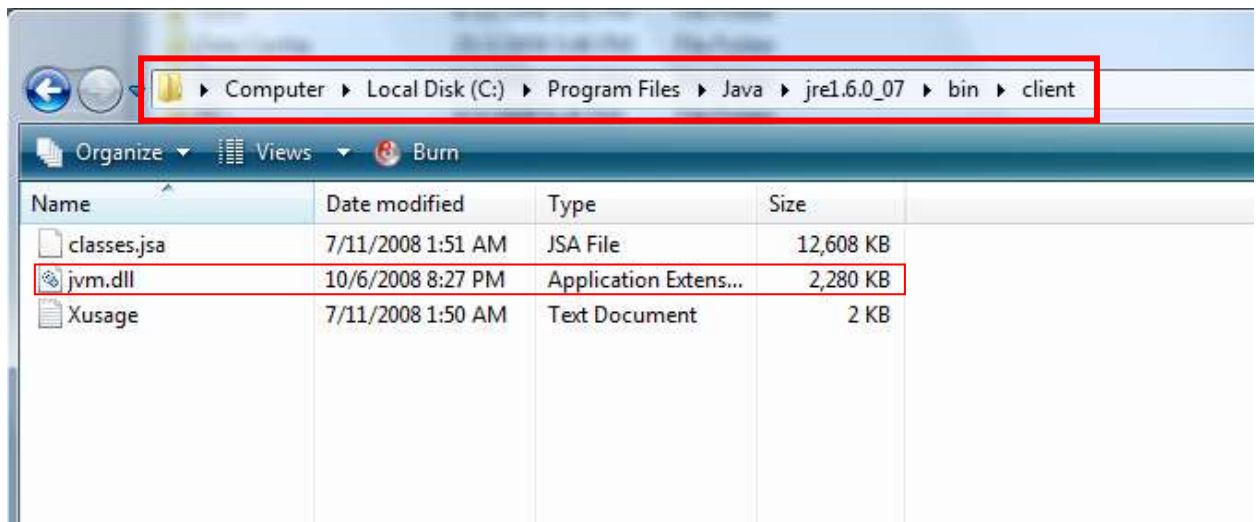 Computer Local Disk (C:) Program Files Java jre1.6.0_07 bin client
Organize Views Burn
Name Date modified Type Size
classes.jsa 7/11/2008 1:51 AM JSA File 12,608 KB
jvm.dll 10/6/2008 8:27 PM Application Extens... 2,280 KB
Xusage 7/11/2008 1:50 AM Text Document 2 KB